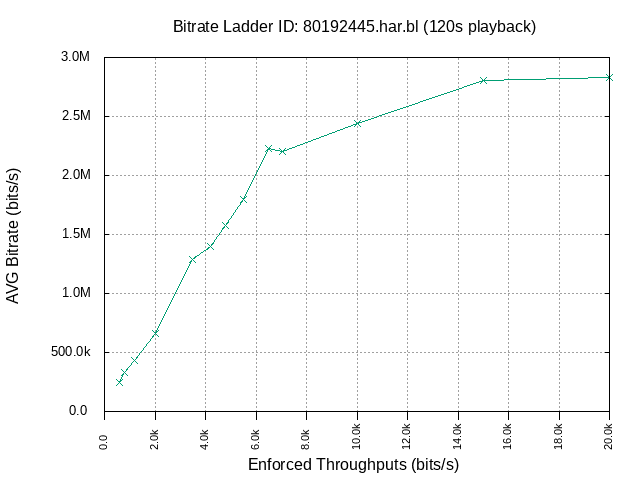 Bitrate Ladder ID: 80192445.har.bl (120s playback)
3.0M
2.5M
2.0M
1.5M
1.0M
500.0k
0.0
AVG Bitrate (bits/s)
0.0
2.0k
4.0k
6.0k
8.0k
10.0k
12.0k
14.0k
16.0k
18.0k
20.0k
Enforced Throughputs (bits/s)